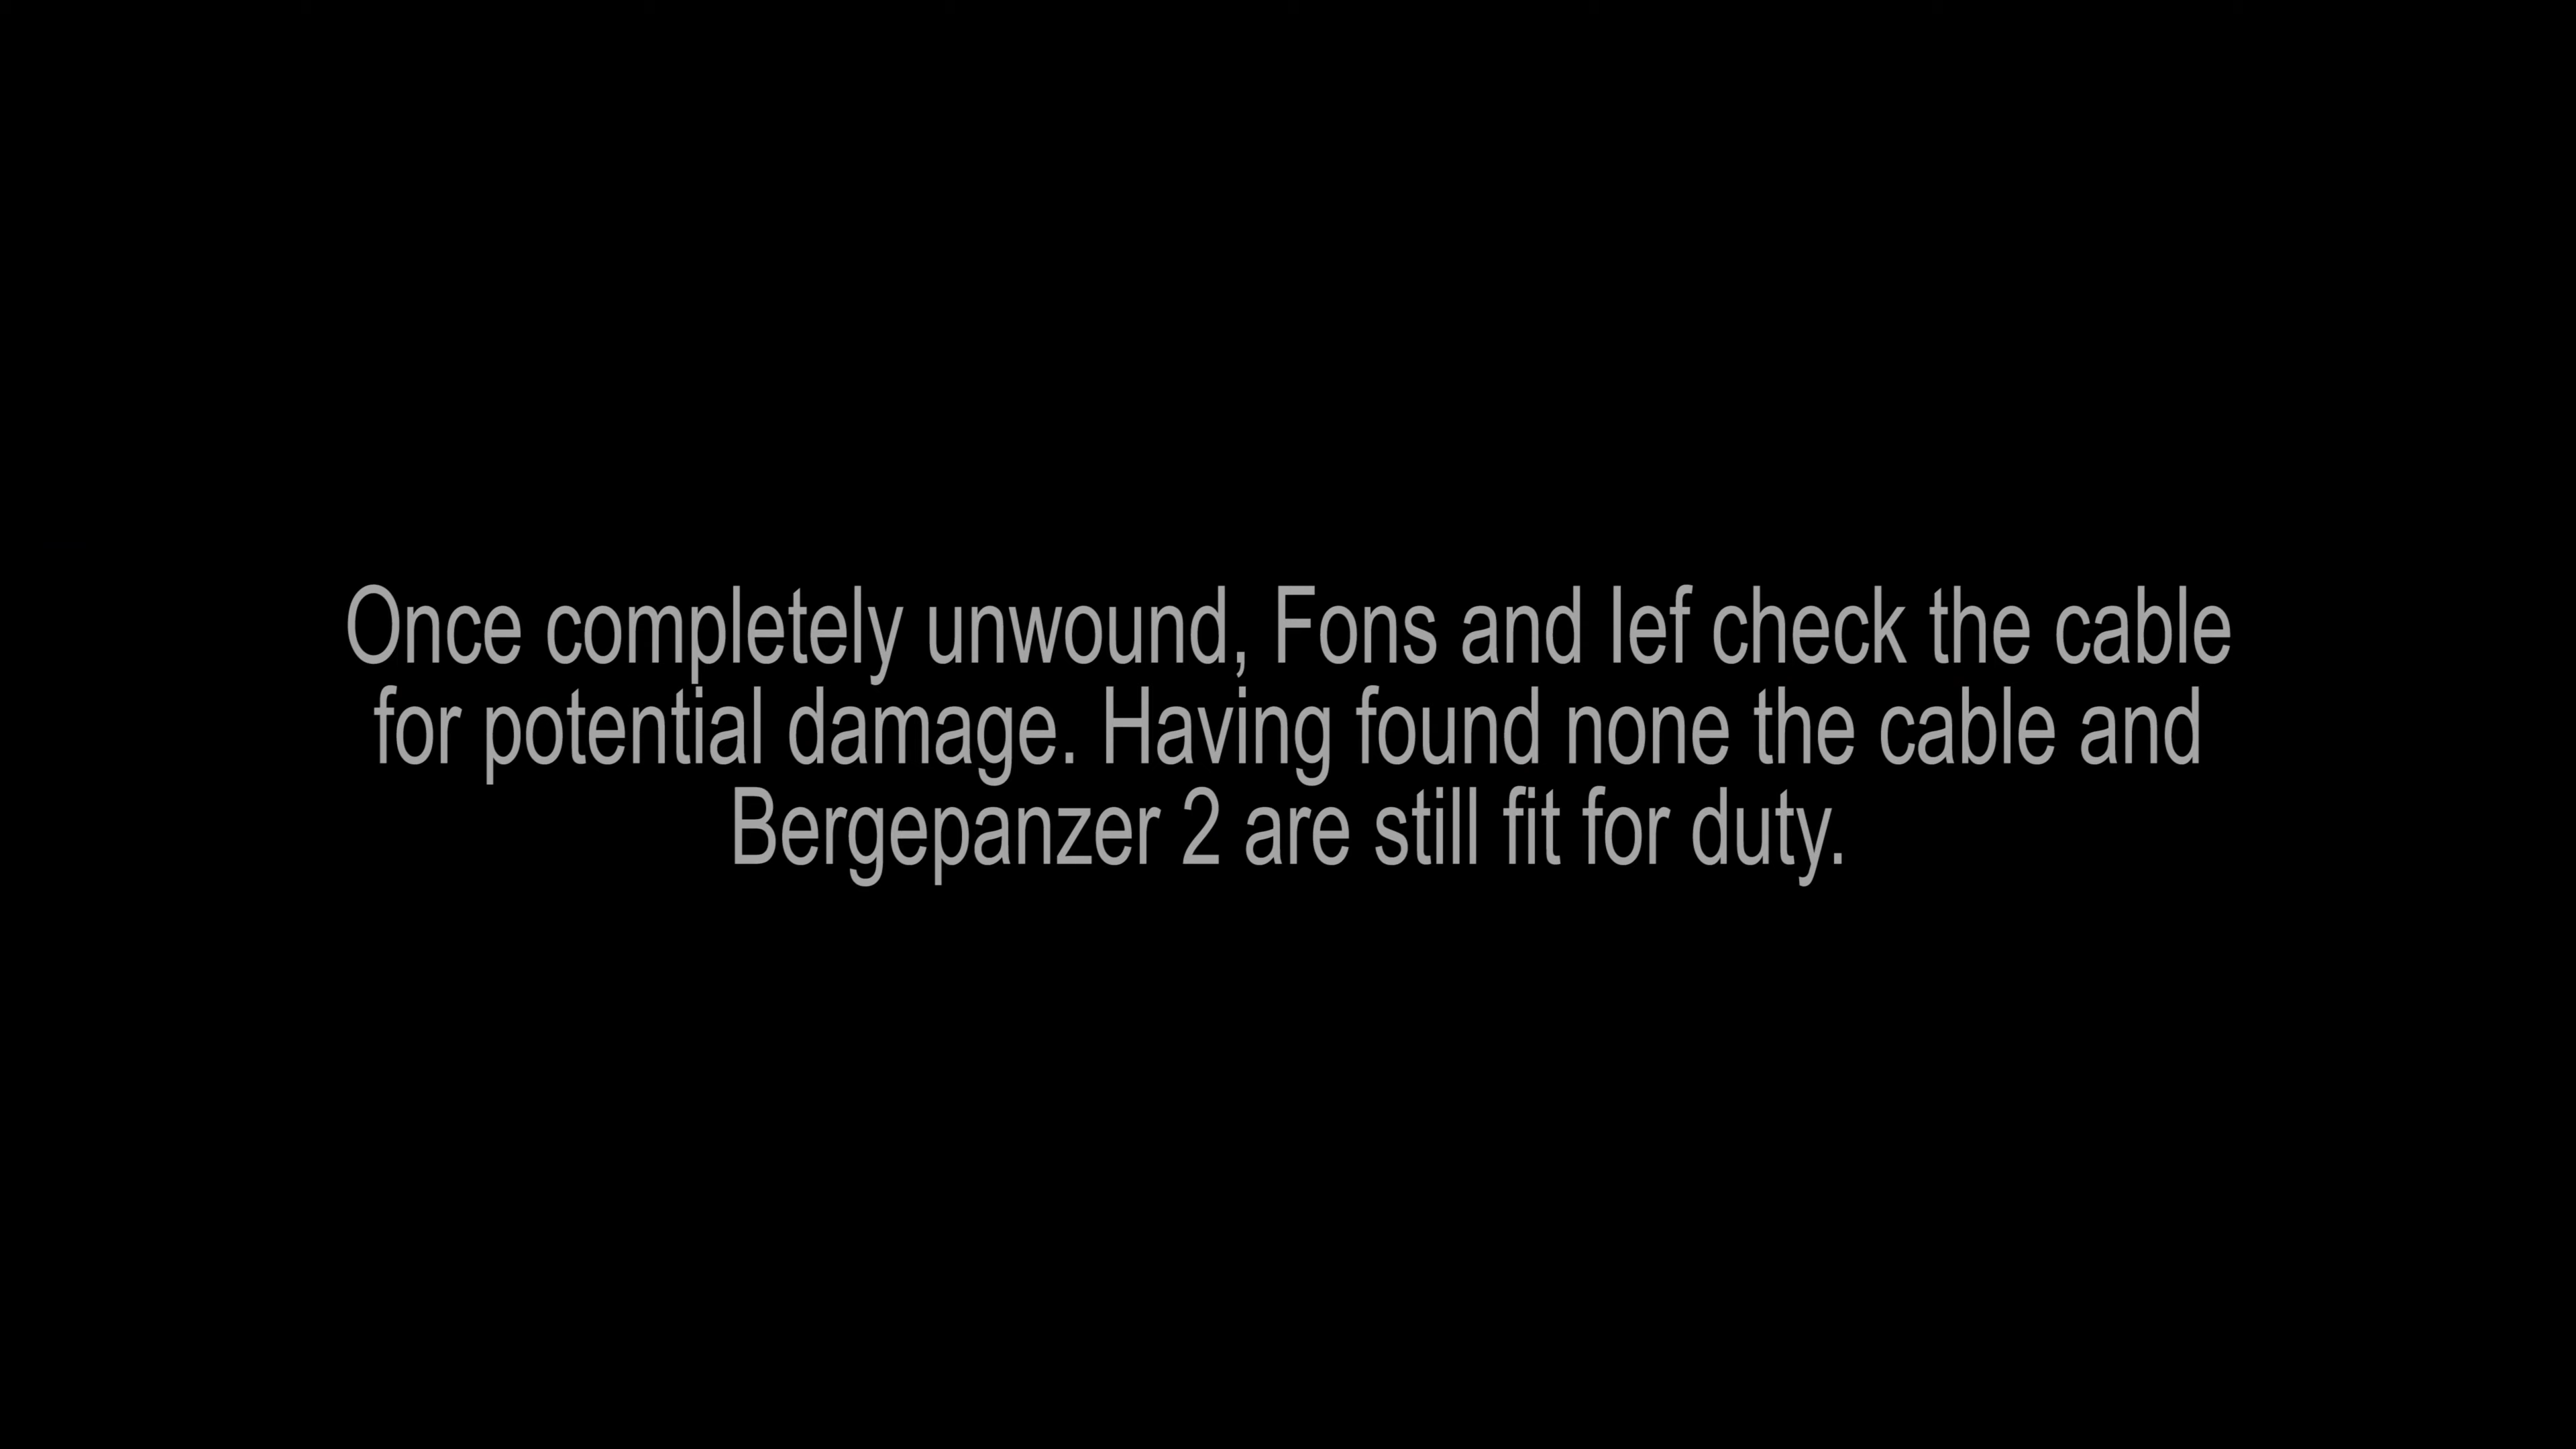 Once completely unwound, Fons and Ief check the cable
for potential damage. Having found none the cable and
Bergepanzer 2 are still fit for duty.